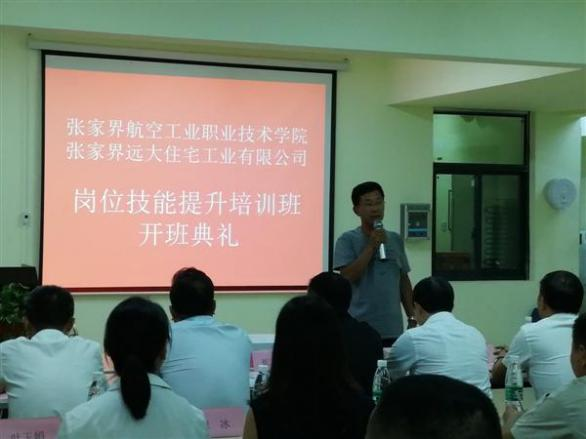 张家界航空工业职业技术学院
张家界远大住宅工业有限公司
岗位技能提升培训班
开班典礼
冰